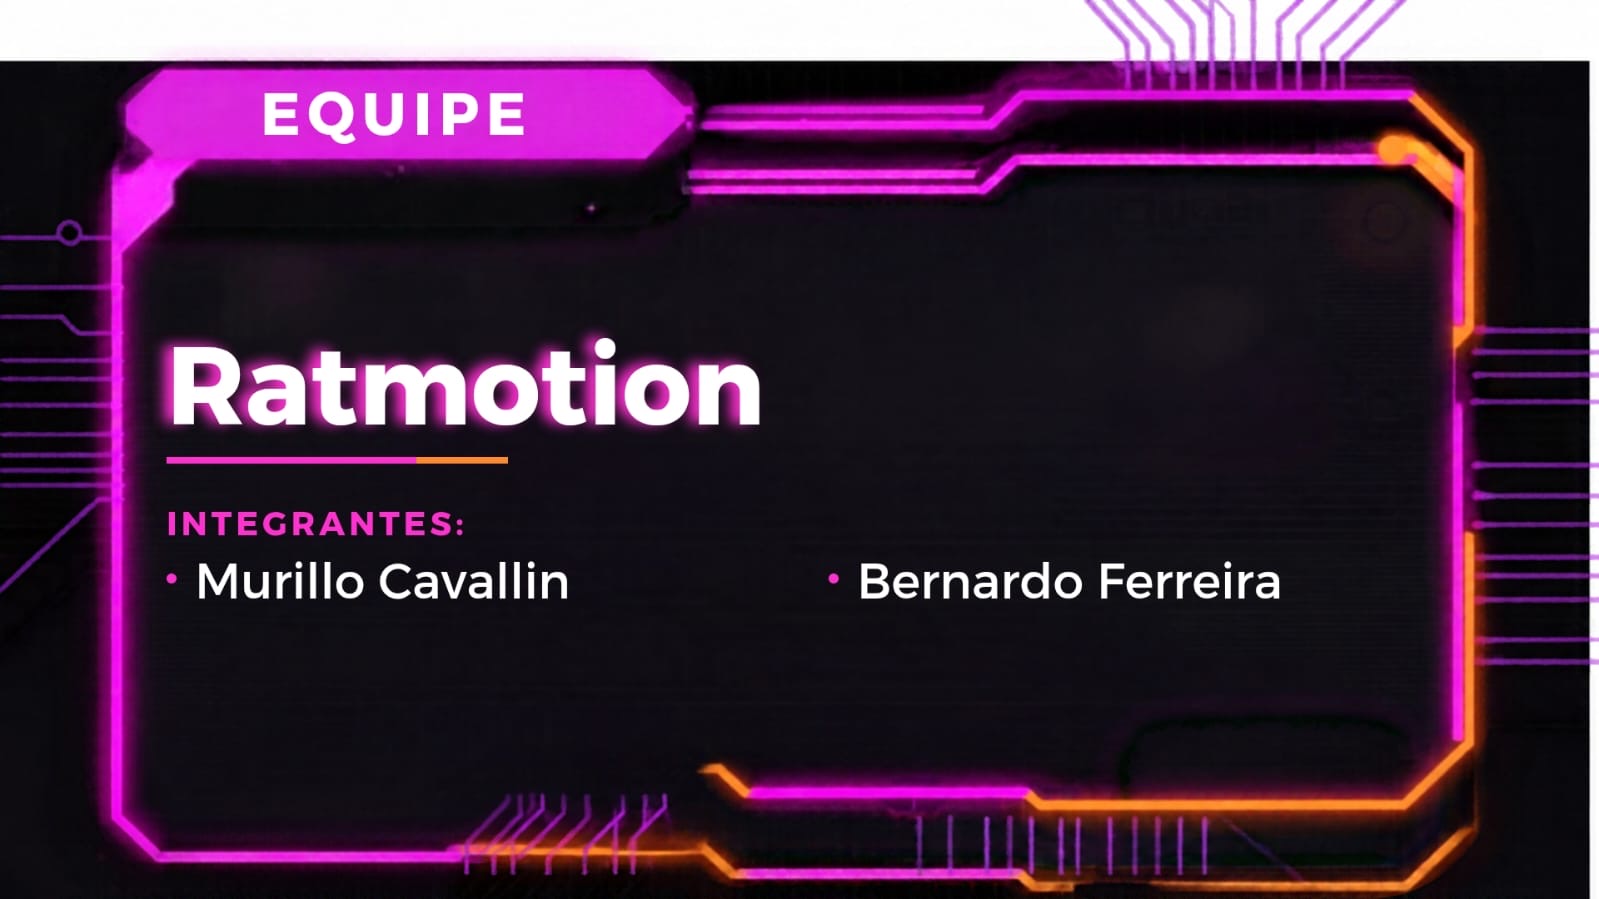 EQUIPE
Ratmotion
INTEGRANTES:
• Murillo Cavallin
• Bernardo Ferreira